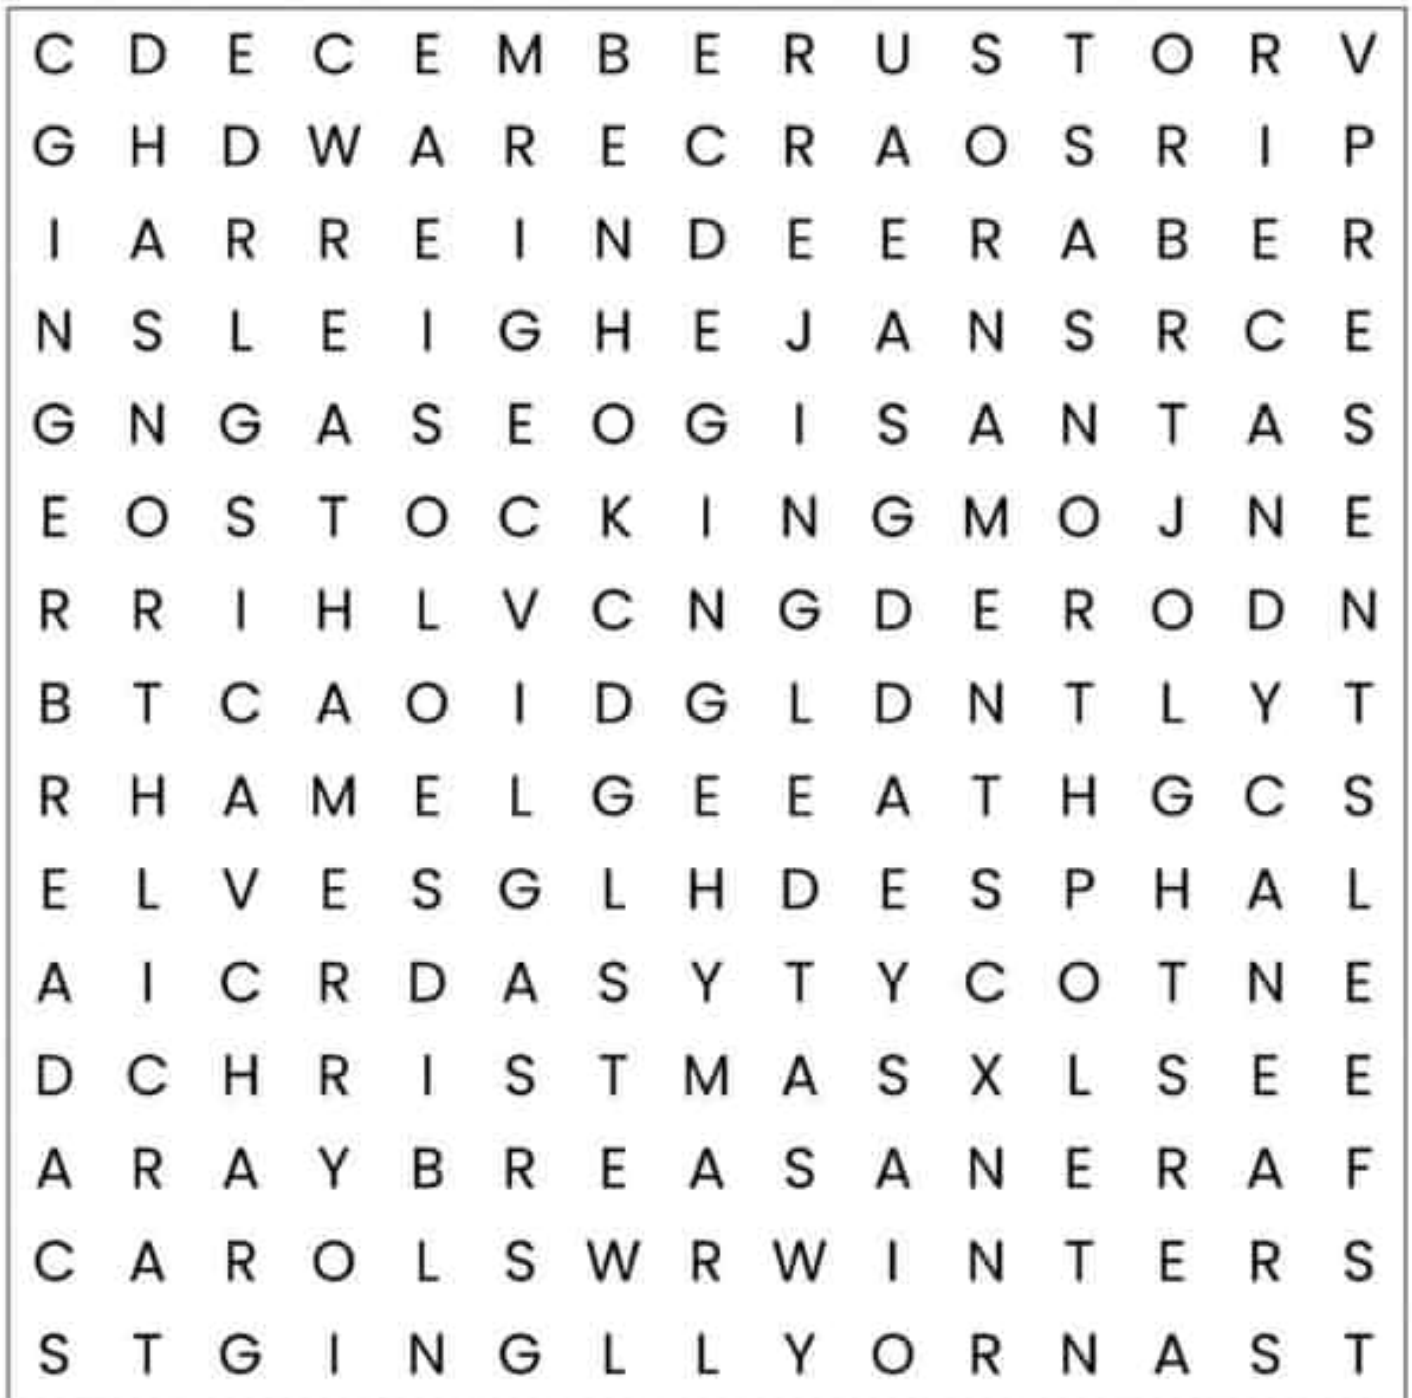 C D E C E M B E R U S T O R V
G H D W A R E C R A O S R I P
I A R R E I N D E E R A B E R
N S L E I G H E J A N S R C E
G N G A S E O G I S A N T A S
E O S T O C K I N G M O J N E
R R I H L V C N G D E R O D N
B T C A O I D G L D N T L Y T
R H A M E L G E E A T H G C S
E L V E S G L H D E S P H A L
A I C R D A S Y T Y C O T N E
D C H R I S T M A S X L S E E
A R A Y B R E A S A N E R A F
C A R O L S W R W I N T E R S
S T G I N G L L Y O R N A S T